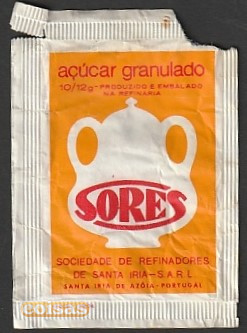 açúcar granulado
10/12g-PRODUZIDO E EMBALADO
NA REFINARIA
SORES
SOCIEDADE DE REFINADORES
DE SANTA IRIA-S.A.R.L.
SANTA IRIA DE AZÓIA-PORTUGAL
coisas